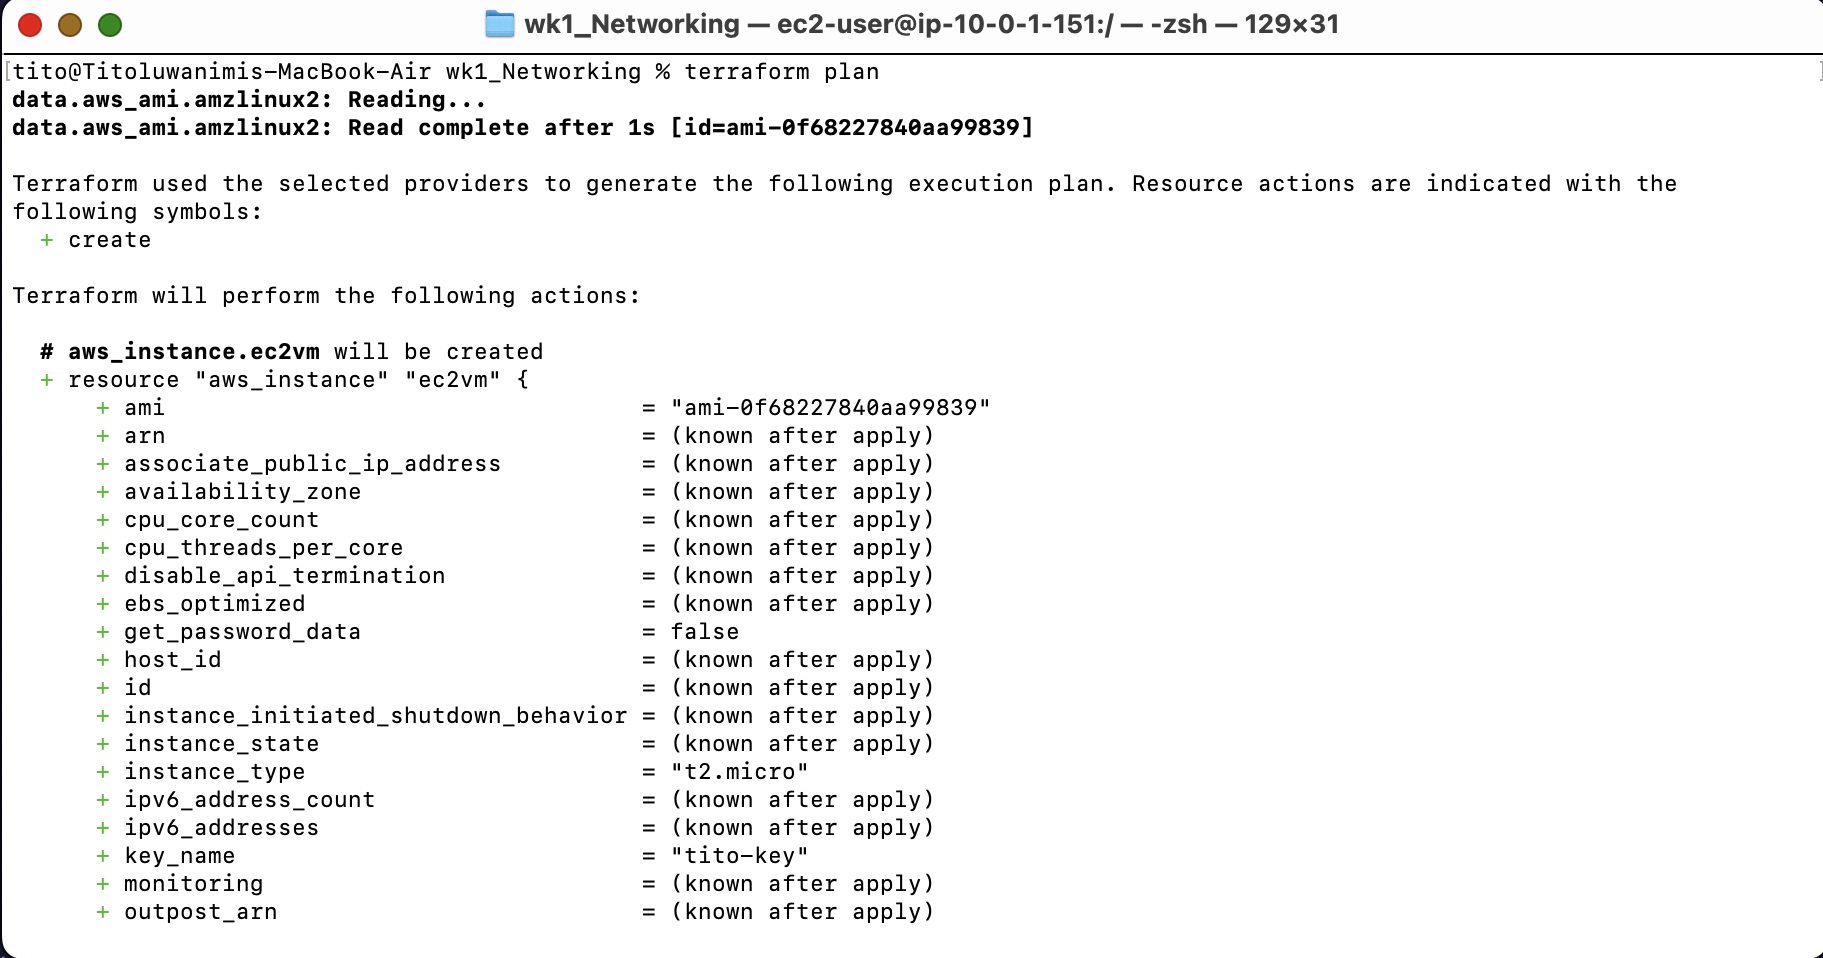 wk1_Networking — ec2-user@ip-10-0-1-151:/ — -zsh — 129×31
[tito@Titoluwanimis-MacBook-Air wk1_Networking % terraform plan ]
data.aws_ami.amzlinux2: Reading...
data.aws_ami.amzlinux2: Read complete after 1s [id=ami-0f68227840aa99839]
Terraform used the selected providers to generate the following execution plan. Resource actions are indicated with the
following symbols:
+ create
Terraform will perform the following actions:
# aws_instance.ec2vm will be created
+ resource "aws_instance" "ec2vm" {
+ ami = "ami-0f68227840aa99839"
+ arn = (known after apply)
+ associate_public_ip_address = (known after apply)
+ availability_zone = (known after apply)
+ cpu_core_count = (known after apply)
+ cpu_threads_per_core = (known after apply)
+ disable_api_termination = (known after apply)
+ ebs_optimized = (known after apply)
+ get_password_data = false
+ host_id = (known after apply)
+ id = (known after apply)
+ instance_initiated_shutdown_behavior = (known after apply)
+ instance_state = (known after apply)
+ instance_type = "t2.micro"
+ ipv6_address_count = (known after apply)
+ ipv6_addresses = (known after apply)
+ key_name = "tito-key"
+ monitoring = (known after apply)
+ outpost_arn = (known after apply)